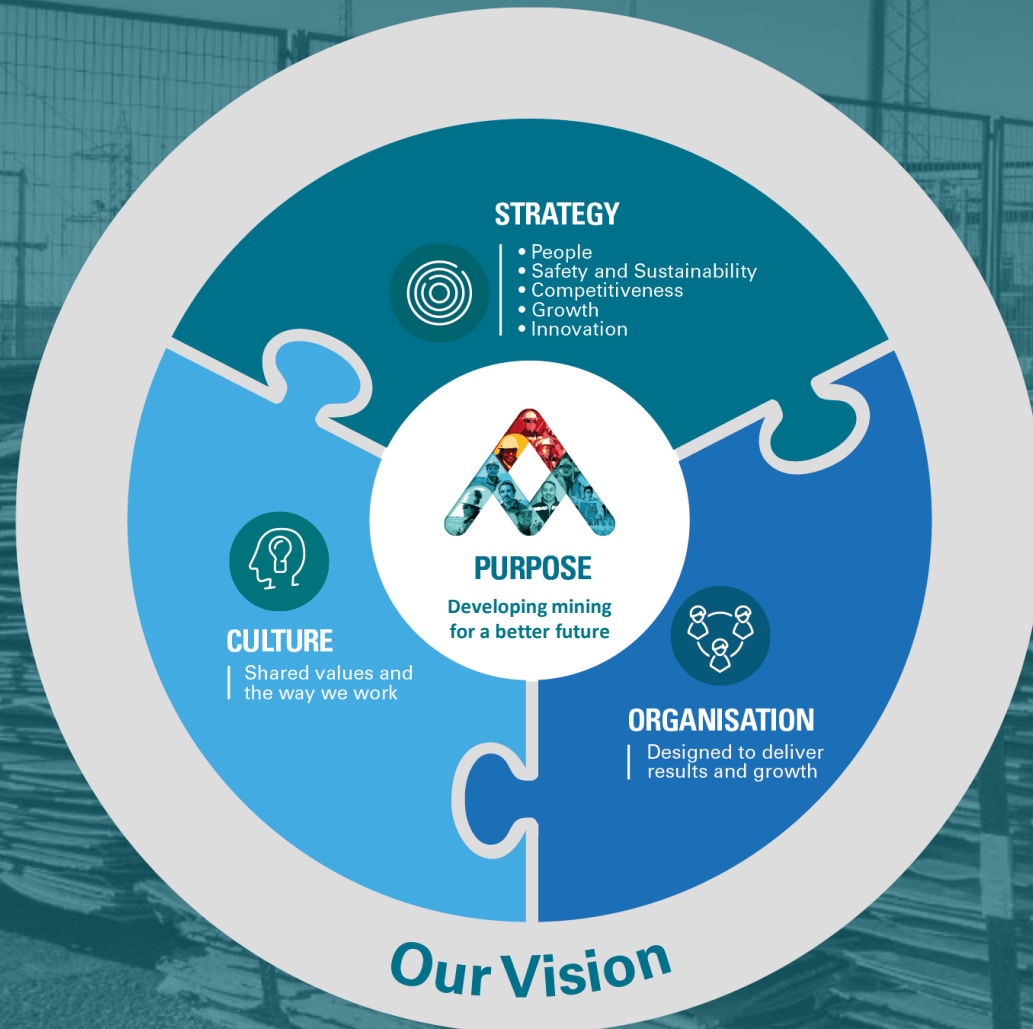 STRATEGY
• People
• Safety and Sustainability
• Competitiveness
• Growth
• Innovation
PURPOSE
Developing mining
for a better future
CULTURE
Shared values and
the way we work
ORGANISATION
Designed to deliver
results and growth
Our Vision